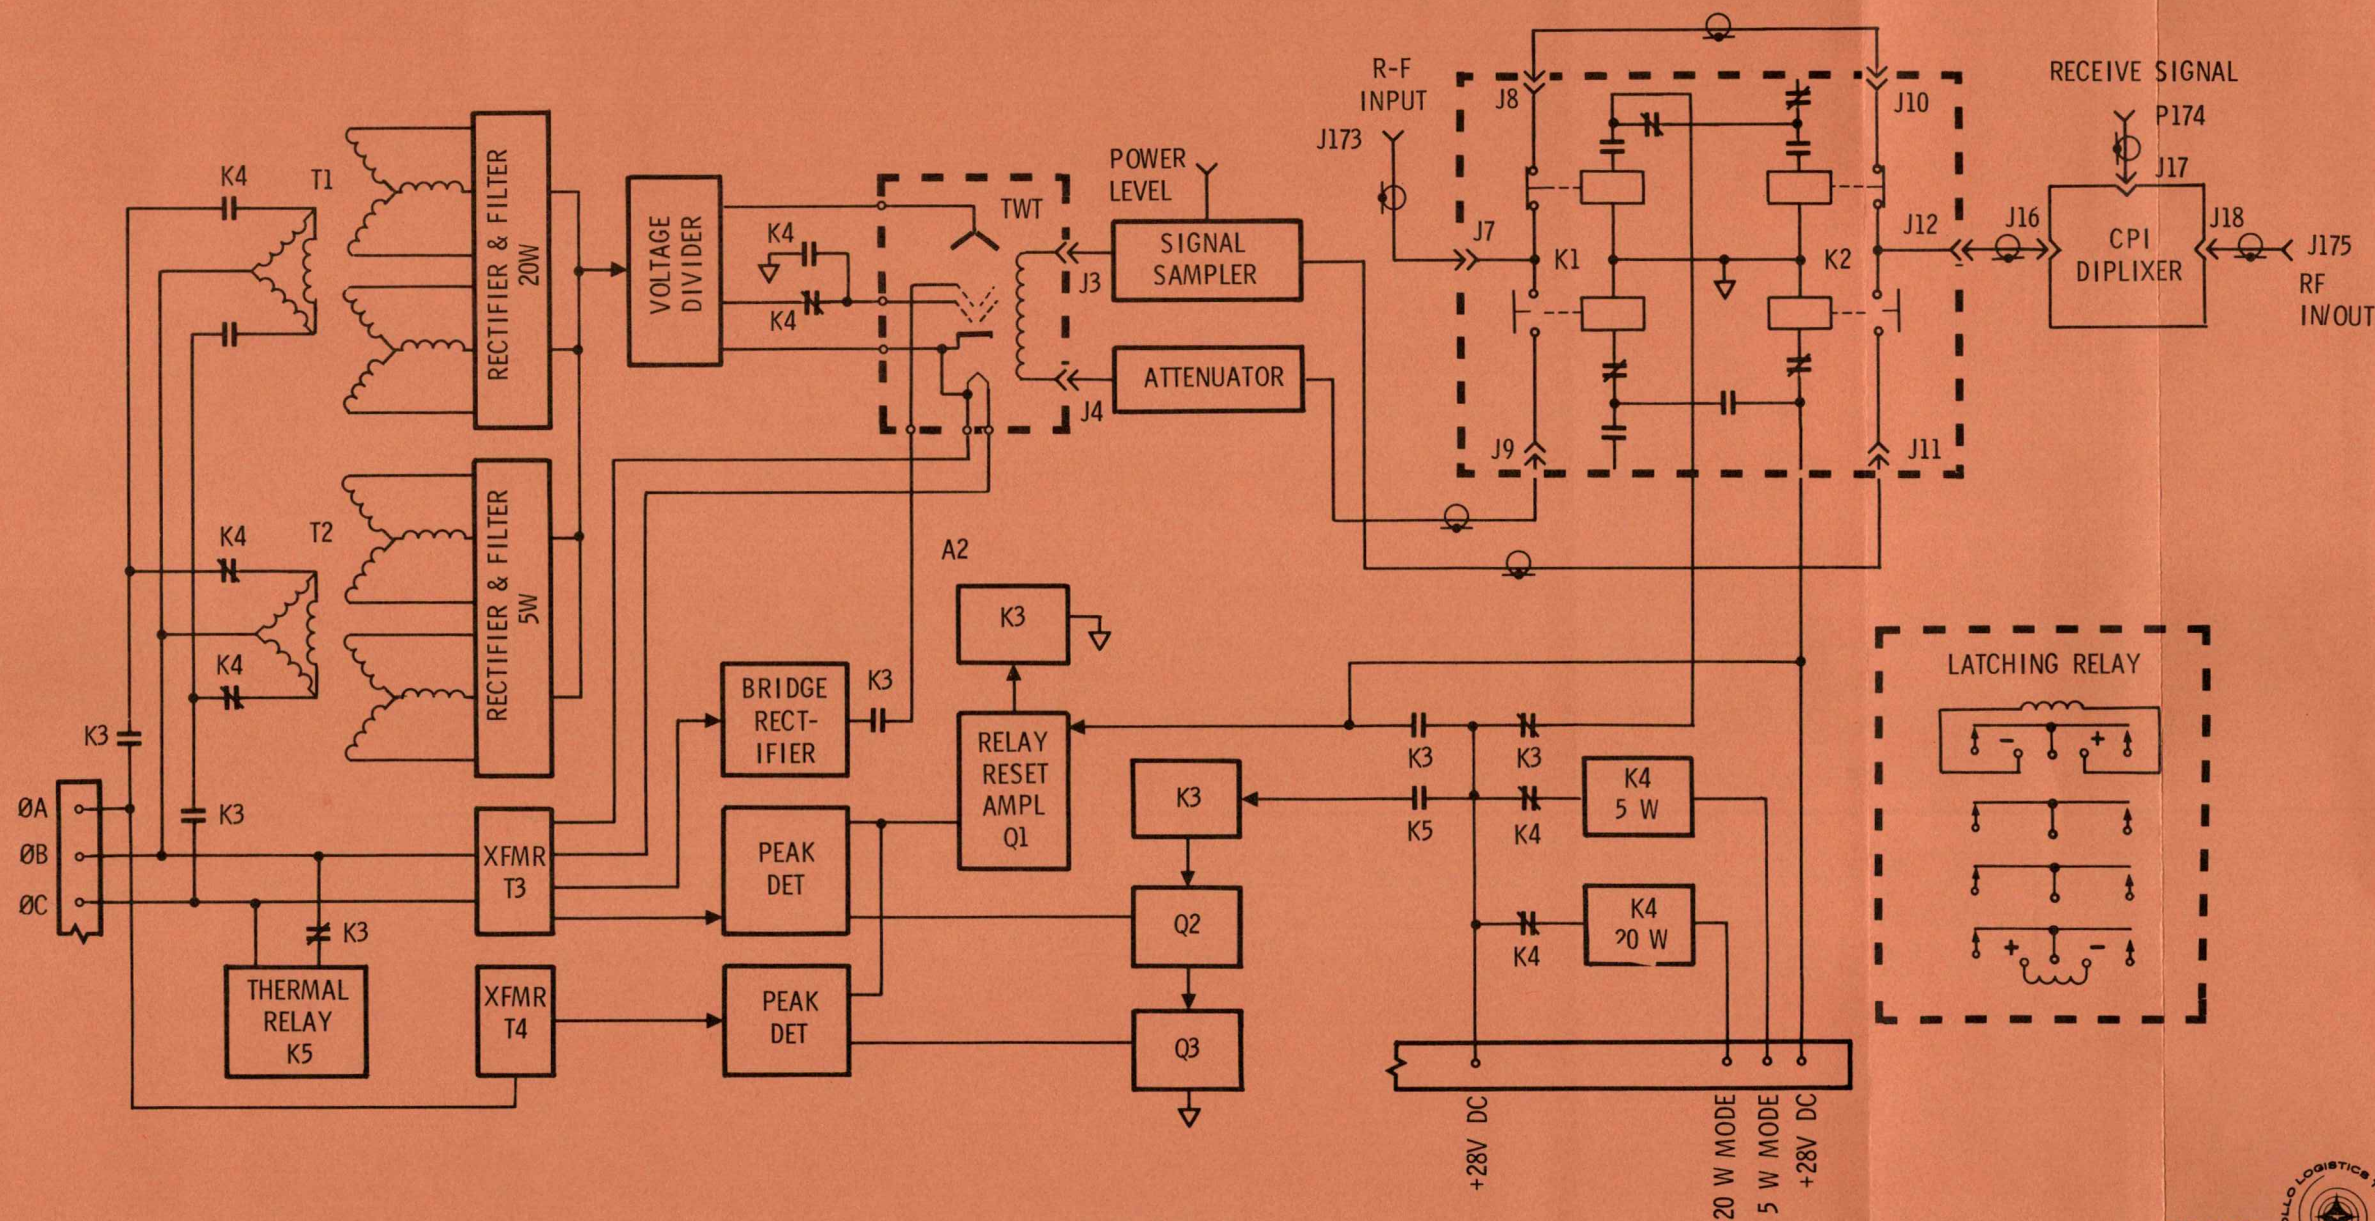 R-F
INPUT
J173
POWER
LEVEL
J8
J10
RECEIVE SIGNAL
P174
J17
K4
T1
RECTIFIER & FILTER
20W
VOLTAGE
DIVIDER
K4
K4
TWT
J3
J4
SIGNAL
SAMPLER
ATTENUATOR
J7
K1
K2
J12
J16
CPI
DIPLIXER
J18
J175
RF
IN/OUT
J9
J11
K4
T2
K4
RECTIFIER & FILTER
5W
A2
K3
BRIDGE
RECT-
IFIER
K3
RELAY
RESET
AMPL
Q1
K3
K3
K3
K4
5 W
K5
K4
K4
20 W
K4
LATCHING RELAY
- +
+ -
K3
ØA
ØB
ØC
K3
K3
THERMAL
RELAY
K5
XFMR
T3
XFMR
T4
PEAK
DET
PEAK
DET
Q2
Q3
+28V DC
20 W MODE
5 W MODE
+28V DC
LOGISTICS